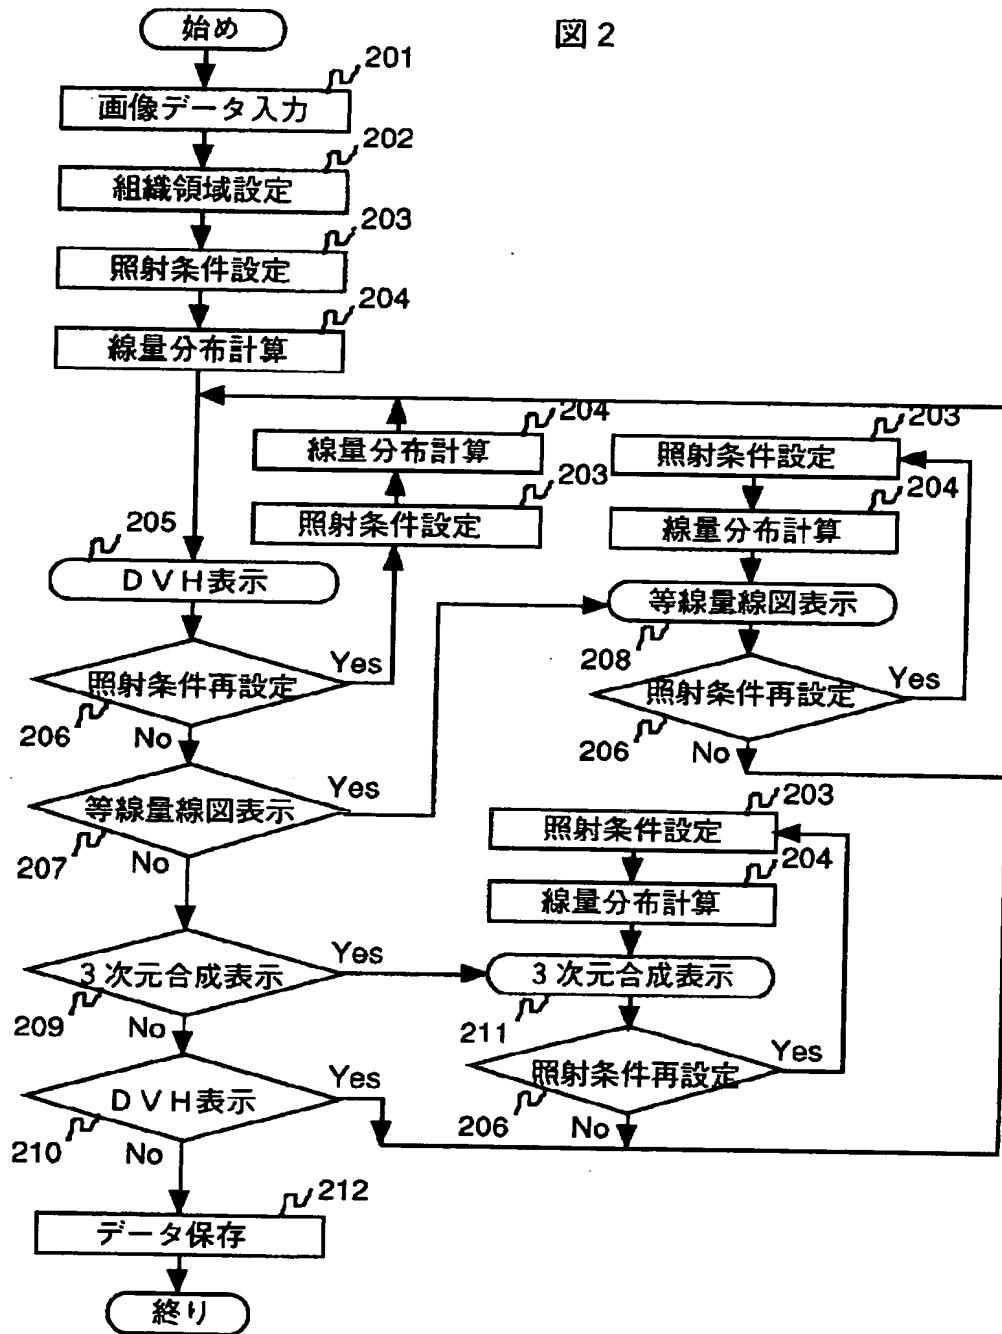 図2
始め
201
画像データ入力
202
組織領域設定
203
照射条件設定
204
線量分布計算
204
線量分布計算
203
照射条件設定
203
照射条件設定
204
線量分布計算
205
DVH表示
等線量線図表示
208
照射条件再設定
Yes
206
No
照射条件再設定
Yes
206
No
等線量線図表示
Yes
207
No
203
照射条件設定
204
線量分布計算
3次元合成表示
Yes
209
No
3次元合成表示
211
照射条件再設定
Yes
206
No
DVH表示
Yes
210
No
212
データ保存
終り